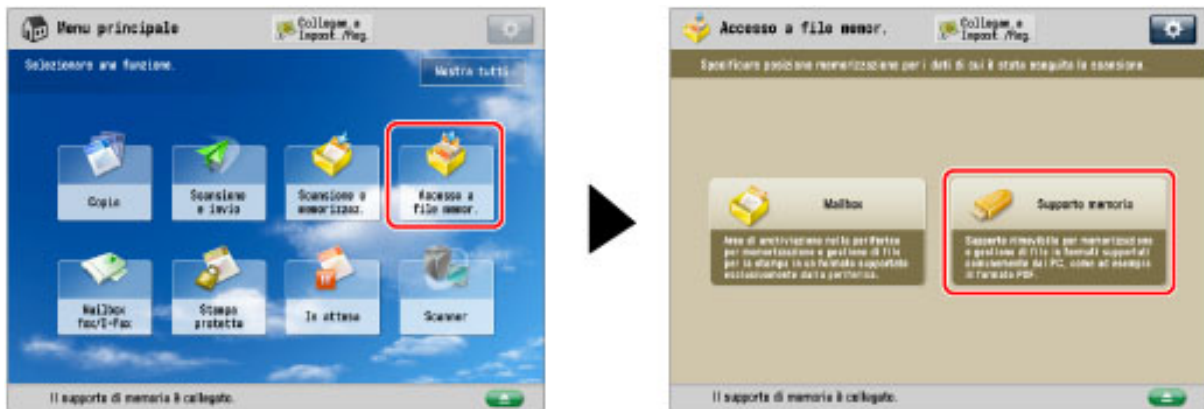 Menu principale
Collegam. e
Impost./Reg.
Selezionare una funzione.
Mostra tutti
Copia
Scansione
e invio
Scansione e
memorizzaz.
Accesso a
file memor.
Mailbox
fax/I-Fax
Stampa
protetta
In attesa
Scanner
Il supporto di memoria è collegato.
Accesso a file memor.
Collegam. e
Impost./Reg.
Specificare posizione memorizzazione per i dati di cui è stata eseguita la scansione.
Mailbox
Area di archiviazione nella periferica
per memorizzazione e gestione di file
per la stampa in un formato supportato
esclusivamente dalla periferica.
Supporto memoria
Supporto rimovibile per memorizzazione
e gestione di file in formati supportati
comunemente dai PC, come ad esempio
il formato PDF.
Il supporto di memoria è collegato.